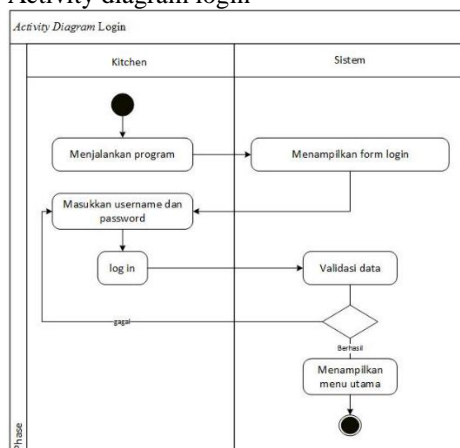 Activity diagram login
Activity Diagram Login
Kitchen
Sistem
Menjalankan program
Menampilkan form login
Masukkan username dan
password
log in
Validasi data
gagal
Berhasil
Menampilkan
menu utama
Phase